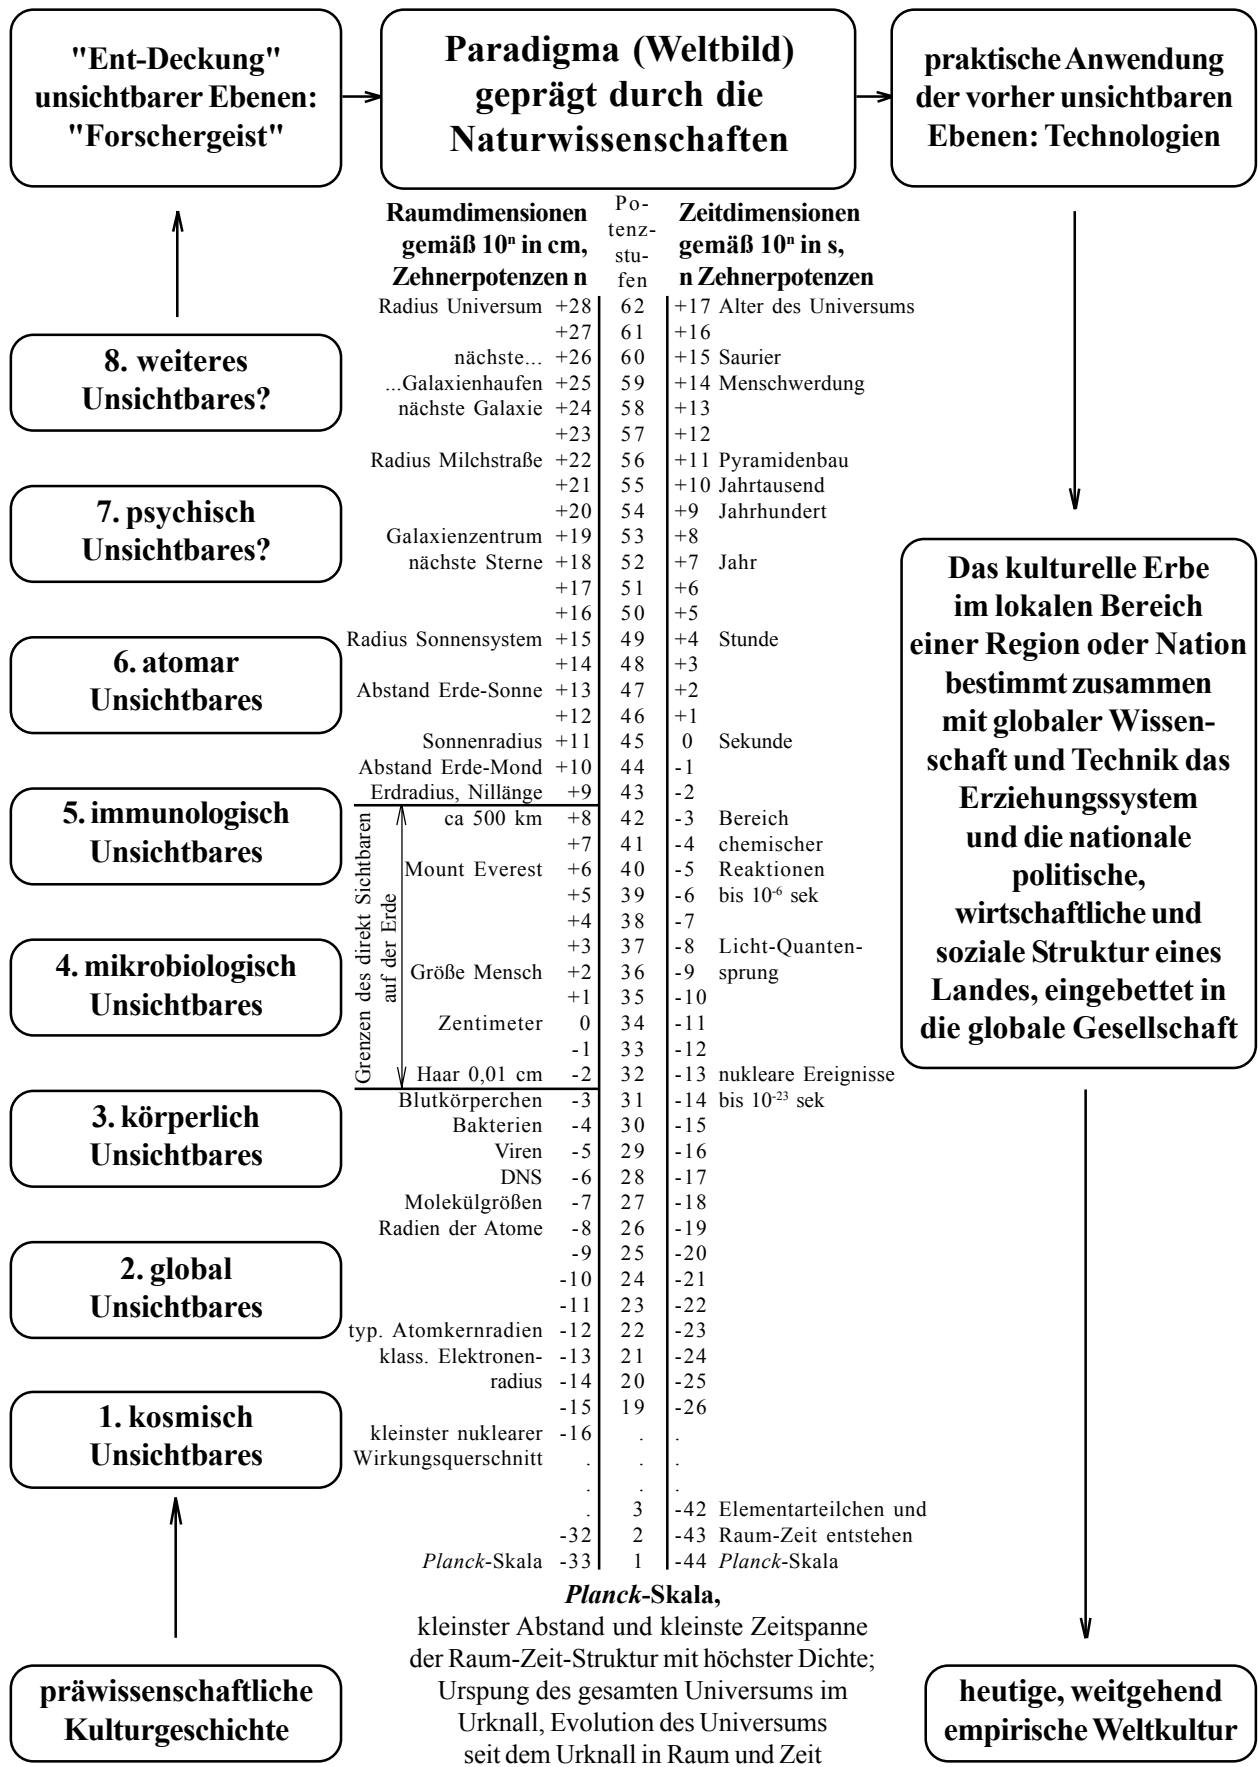 "Ent-Deckung"
unsichtbarer Ebenen:
"Forschergeist"
Paradigma (Weltbild)
geprägt durch die
Naturwissenschaften
praktische Anwendung
der vorher unsichtbaren
Ebenen: Technologien
Raumdimensionen
gemäß 10ⁿ in cm,
Zehnerpotenzen n
Po-
tenz-
stu-
fen
Zeitdimensionen
gemäß 10ⁿ in s,
n Zehnerpotenzen
Radius Universum +28 62 +17 Alter des Universums
+27 61 +16
nächste... +26 60 +15 Saurier
...Galaxienhaufen +25 59 +14 Menschwerdung
nächste Galaxie +24 58 +13
+23 57 +12
Radius Milchstraße +22 56 +11 Pyramidenbau
+21 55 +10 Jahrtausend
+20 54 +9 Jahrhundert
Galaxienzentrum +19 53 +8
nächste Sterne +18 52 +7 Jahr
+17 51 +6
+16 50 +5
Radius Sonnensystem +15 49 +4 Stunde
+14 48 +3
Abstand Erde-Sonne +13 47 +2
+12 46 +1
Sonnenradius +11 45 0 Sekunde
Abstand Erde-Mond +10 44 -1
Erdradius, Nillänge +9 43 -2
ca 500 km +8 42 -3 Bereich
+7 41 -4 chemischer
Mount Everest +6 40 -5 Reaktionen
+5 39 -6 bis 10⁻⁶ sek
+4 38 -7
+3 37 -8 Licht-Quanten-
Größe Mensch +2 36 -9 sprung
+1 35 -10
Zentimeter 0 34 -11
-1 33 -12
Haar 0,01 cm -2 32 -13 nukleare Ereignisse
Blutkörperchen -3 31 -14 bis 10⁻²³ sek
Bakterien -4 30 -15
Viren -5 29 -16
DNS -6 28 -17
Molekülgrößen -7 27 -18
Radien der Atome -8 26 -19
-9 25 -20
-10 24 -21
-11 23 -22
typ. Atomkernradien -12 22 -23
klass. Elektronen- -13 21 -24
radius -14 20 -25
-15 19 -26
kleinster nuklearer -16 . .
Wirkungsquerschnitt . . .
. . .
. 3 -42 Elementarteilchen und
-32 2 -43 Raum-Zeit entstehen
Planck-Skala -33 1 -44 Planck-Skala
Grenzen des direkt Sichtbaren
auf der Erde
Planck-Skala,
kleinster Abstand und kleinste Zeitspanne
der Raum-Zeit-Struktur mit höchster Dichte;
Urspung des gesamten Universums im
Urknall, Evolution des Universums
seit dem Urknall in Raum und Zeit
8. weiteres
Unsichtbares?
7. psychisch
Unsichtbares?
6. atomar
Unsichtbares
5. immunologisch
Unsichtbares
4. mikrobiologisch
Unsichtbares
3. körperlich
Unsichtbares
2. global
Unsichtbares
1. kosmisch
Unsichtbares
präwissenschaftliche
Kulturgeschichte
Das kulturelle Erbe
im lokalen Bereich
einer Region oder Nation
bestimmt zusammen
mit globaler Wissen-
schaft und Technik das
Erziehungssystem
und die nationale
politische,
wirtschaftliche und
soziale Struktur eines
Landes, eingebettet in
die globale Gesellschaft
heutige, weitgehend
empirische Weltkultur